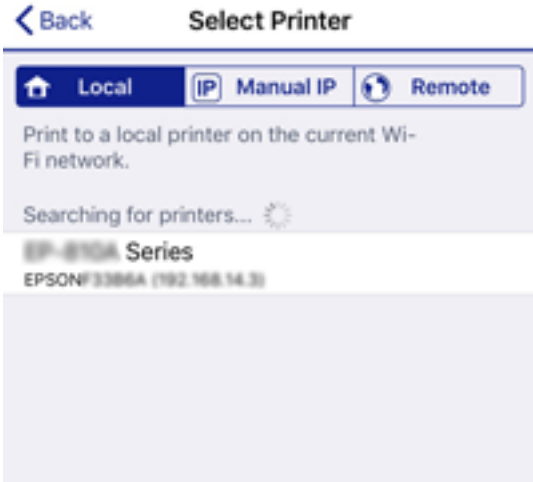 Back Select Printer
Local IP Manual IP Remote
Print to a local printer on the current Wi-
Fi network.
Searching for printers...
Series
EPSON